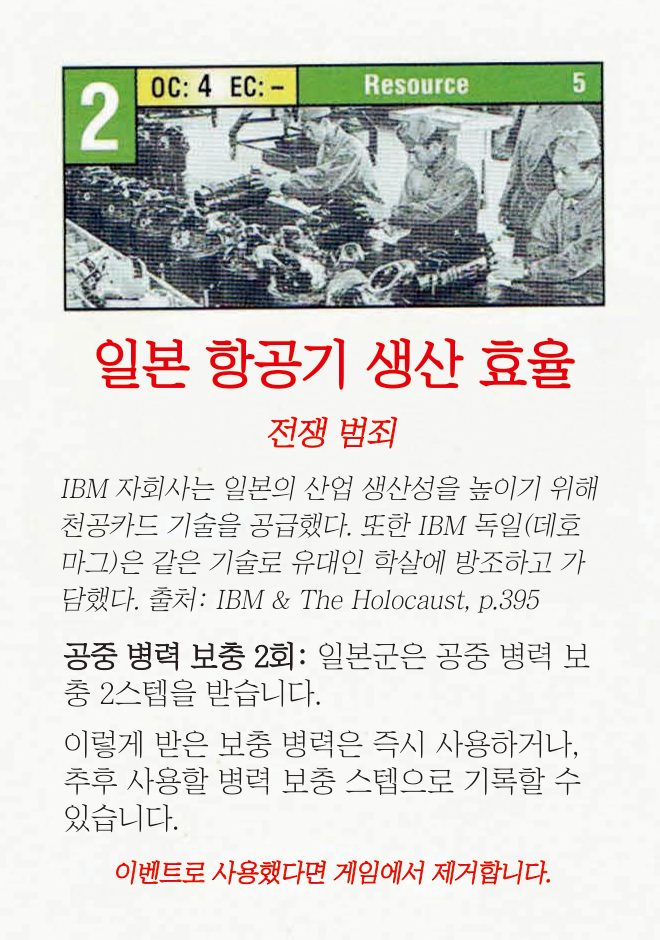 2 OC: 4 EC: – Resource 5
일본 항공기 생산 효율
전쟁 범죄
IBM 자회사는 일본의 산업 생산성을 높이기 위해
천공카드 기술을 공급했다. 또한 IBM 독일(데호
마그)은 같은 기술로 유대인 학살에 방조하고 가
담했다. 출처: IBM & The Holocaust, p.395
공중 병력 보충 2회: 일본군은 공중 병력 보
충 2스텝을 받습니다.
이렇게 받은 보충 병력은 즉시 사용하거나,
추후 사용할 병력 보충 스텝으로 기록할 수
있습니다.
이벤트로 사용했다면 게임에서 제거합니다.